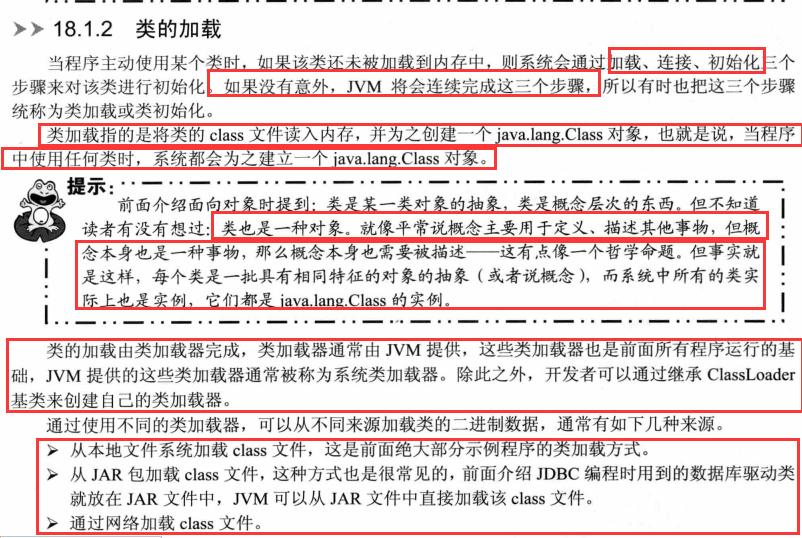 18.1.2 类的加载
当程序主动使用某个类时，如果该类还未被加载到内存中，则系统会通过加载、连接、初始化三个
步骤来对该类进行初始化。如果没有意外，JVM 将会连续完成这三个步骤，所以有时也把这三个步骤
统称为类加载或类初始化。
类加载指的是将类的 class 文件读入内存，并为之创建一个 java.lang.Class 对象，也就是说，当程序
中使用任何类时，系统都会为之建立一个 java.lang.Class 对象。
提示：
前面介绍面向对象时提到：类是某一类对象的抽象，类是概念层次的东西。但不知道
读者有没有想过：类也是一种对象。就像平常说概念主要用于定义、描述其他事物，但概
念本身也是一种事物，那么概念本身也需要被描述——这有点像一个哲学命题。但事实就
是这样，每个类是一批具有相同特征的对象的抽象（或者说概念），而系统中所有的类实
际上也是实例，它们都是 java.lang.Class 的实例。
类的加载由类加载器完成，类加载器通常由 JVM 提供，这些类加载器也是前面所有程序运行的基
础，JVM 提供的这些类加载器通常被称为系统类加载器。除此之外，开发者可以通过继承 ClassLoader
基类来创建自己的类加载器。
通过使用不同的类加载器，可以从不同来源加载类的二进制数据，通常有如下几种来源。
从本地文件系统加载 class 文件，这是前面绝大部分示例程序的类加载方式。
从 JAR 包加载 class 文件，这种方式也是很常见的，前面介绍 JDBC 编程时用到的数据库驱动类
就放在 JAR 文件中，JVM 可以从 JAR 文件中直接加载该 class 文件。
通过网络加载 class 文件。